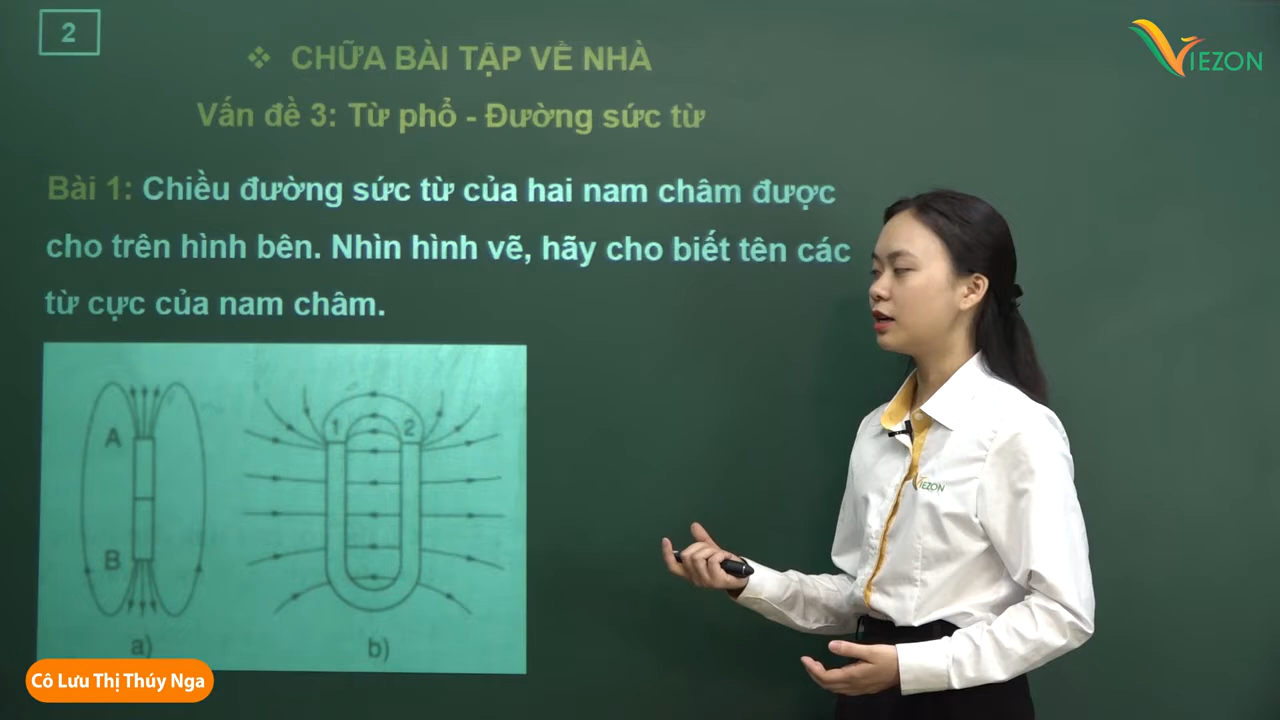 2
VIEZON
❖ CHỮA BÀI TẬP VỀ NHÀ
Vấn đề 3: Từ phổ - Đường sức từ
Bài 1: Chiều đường sức từ của hai nam châm được
cho trên hình bên. Nhìn hình vẽ, hãy cho biết tên các
từ cực của nam châm.
A
1
2
B
a)
b)
VIEZON
Cô Lưu Thị Thúy Nga